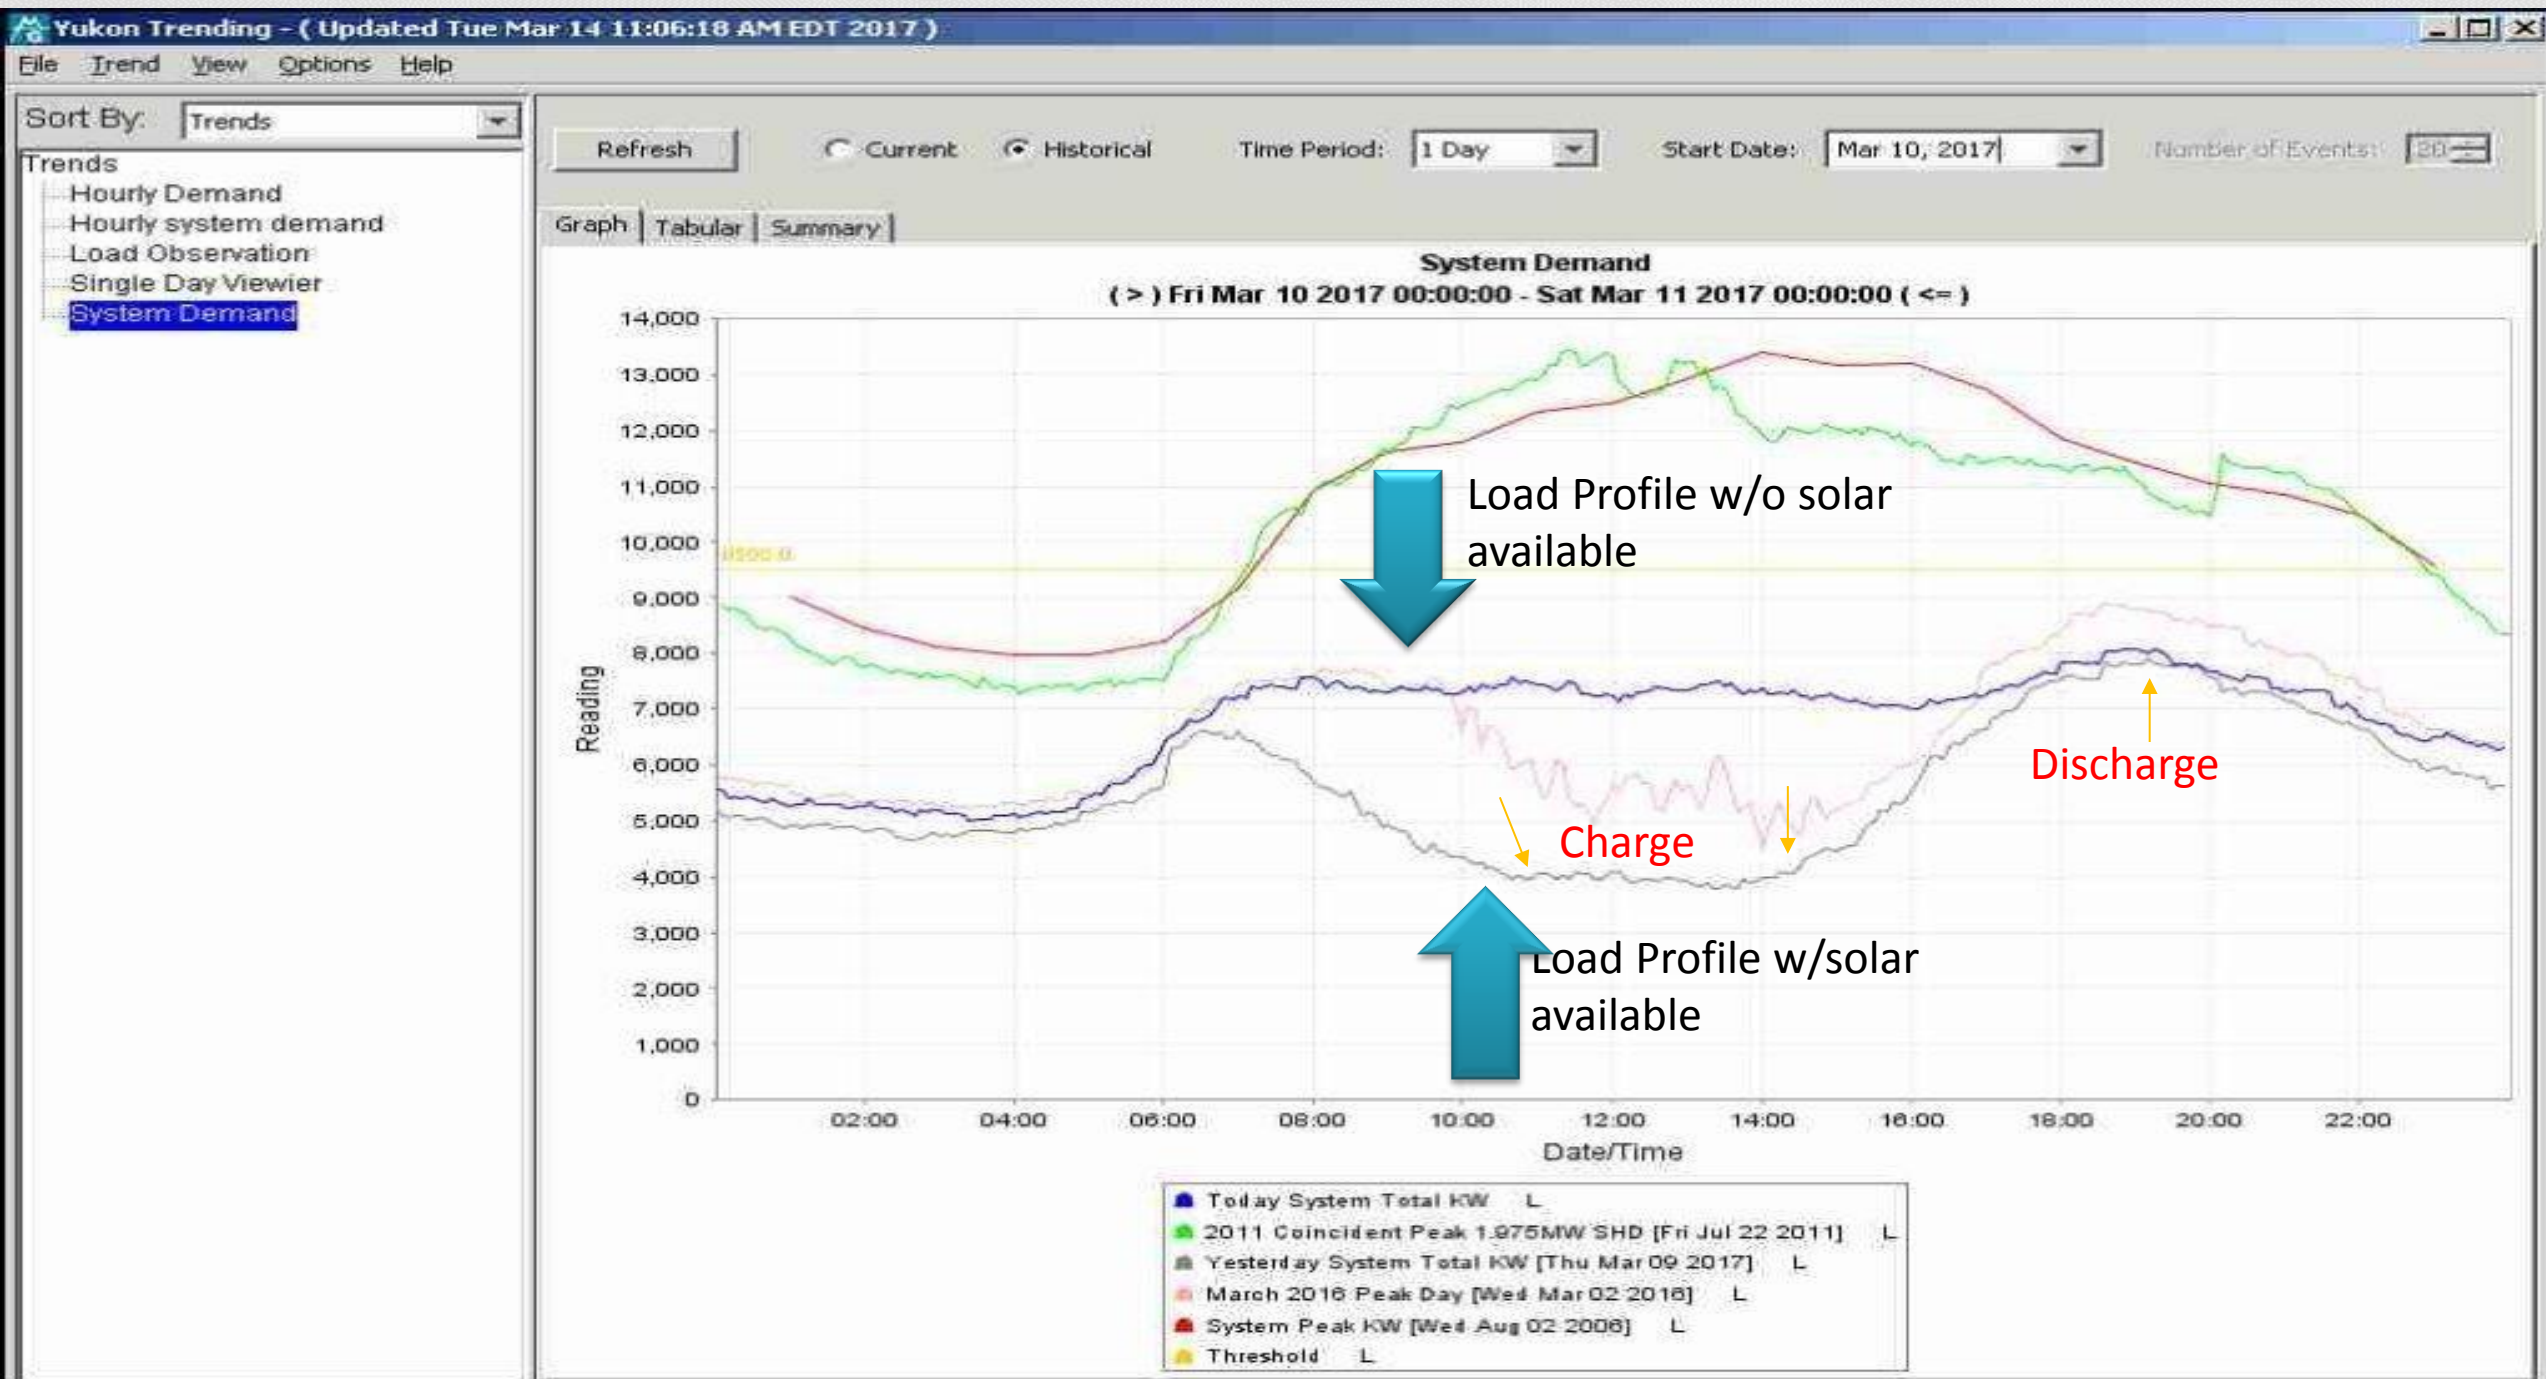 Yukon Trending - ( Updated Tue Mar 14 11:06:18 AM EDT 2017 )
File Trend View Options Help
Sort By: Trends
Trends
Hourly Demand
Hourly system demand
Load Observation
Single Day Viewier
System Demand
Refresh Current Historical Time Period: 1 Day Start Date: Mar 10, 2017 Number of Events: 20
Graph Tabular Summary
System Demand
( > ) Fri Mar 10 2017 00:00:00 - Sat Mar 11 2017 00:00:00 ( <= )
14,000
13,000
12,000
11,000
10,000
9,000
8,000
7,000
6,000
5,000
4,000
3,000
2,000
1,000
0
Reading
Load Profile w/o solar
available
Discharge
Charge
Load Profile w/solar
available
02:00 04:00 06:00 08:00 10:00 12:00 14:00 16:00 18:00 20:00 22:00
Date/Time
Today System Total KW L
2011 Coincident Peak 1.975MW SHD [Fri Jul 22 2011] L
Yesterday System Total KW [Thu Mar 09 2017] L
March 2016 Peak Day [Wed Mar 02 2016] L
System Peak KW [Wed Aug 02 2006] L
Threshold L